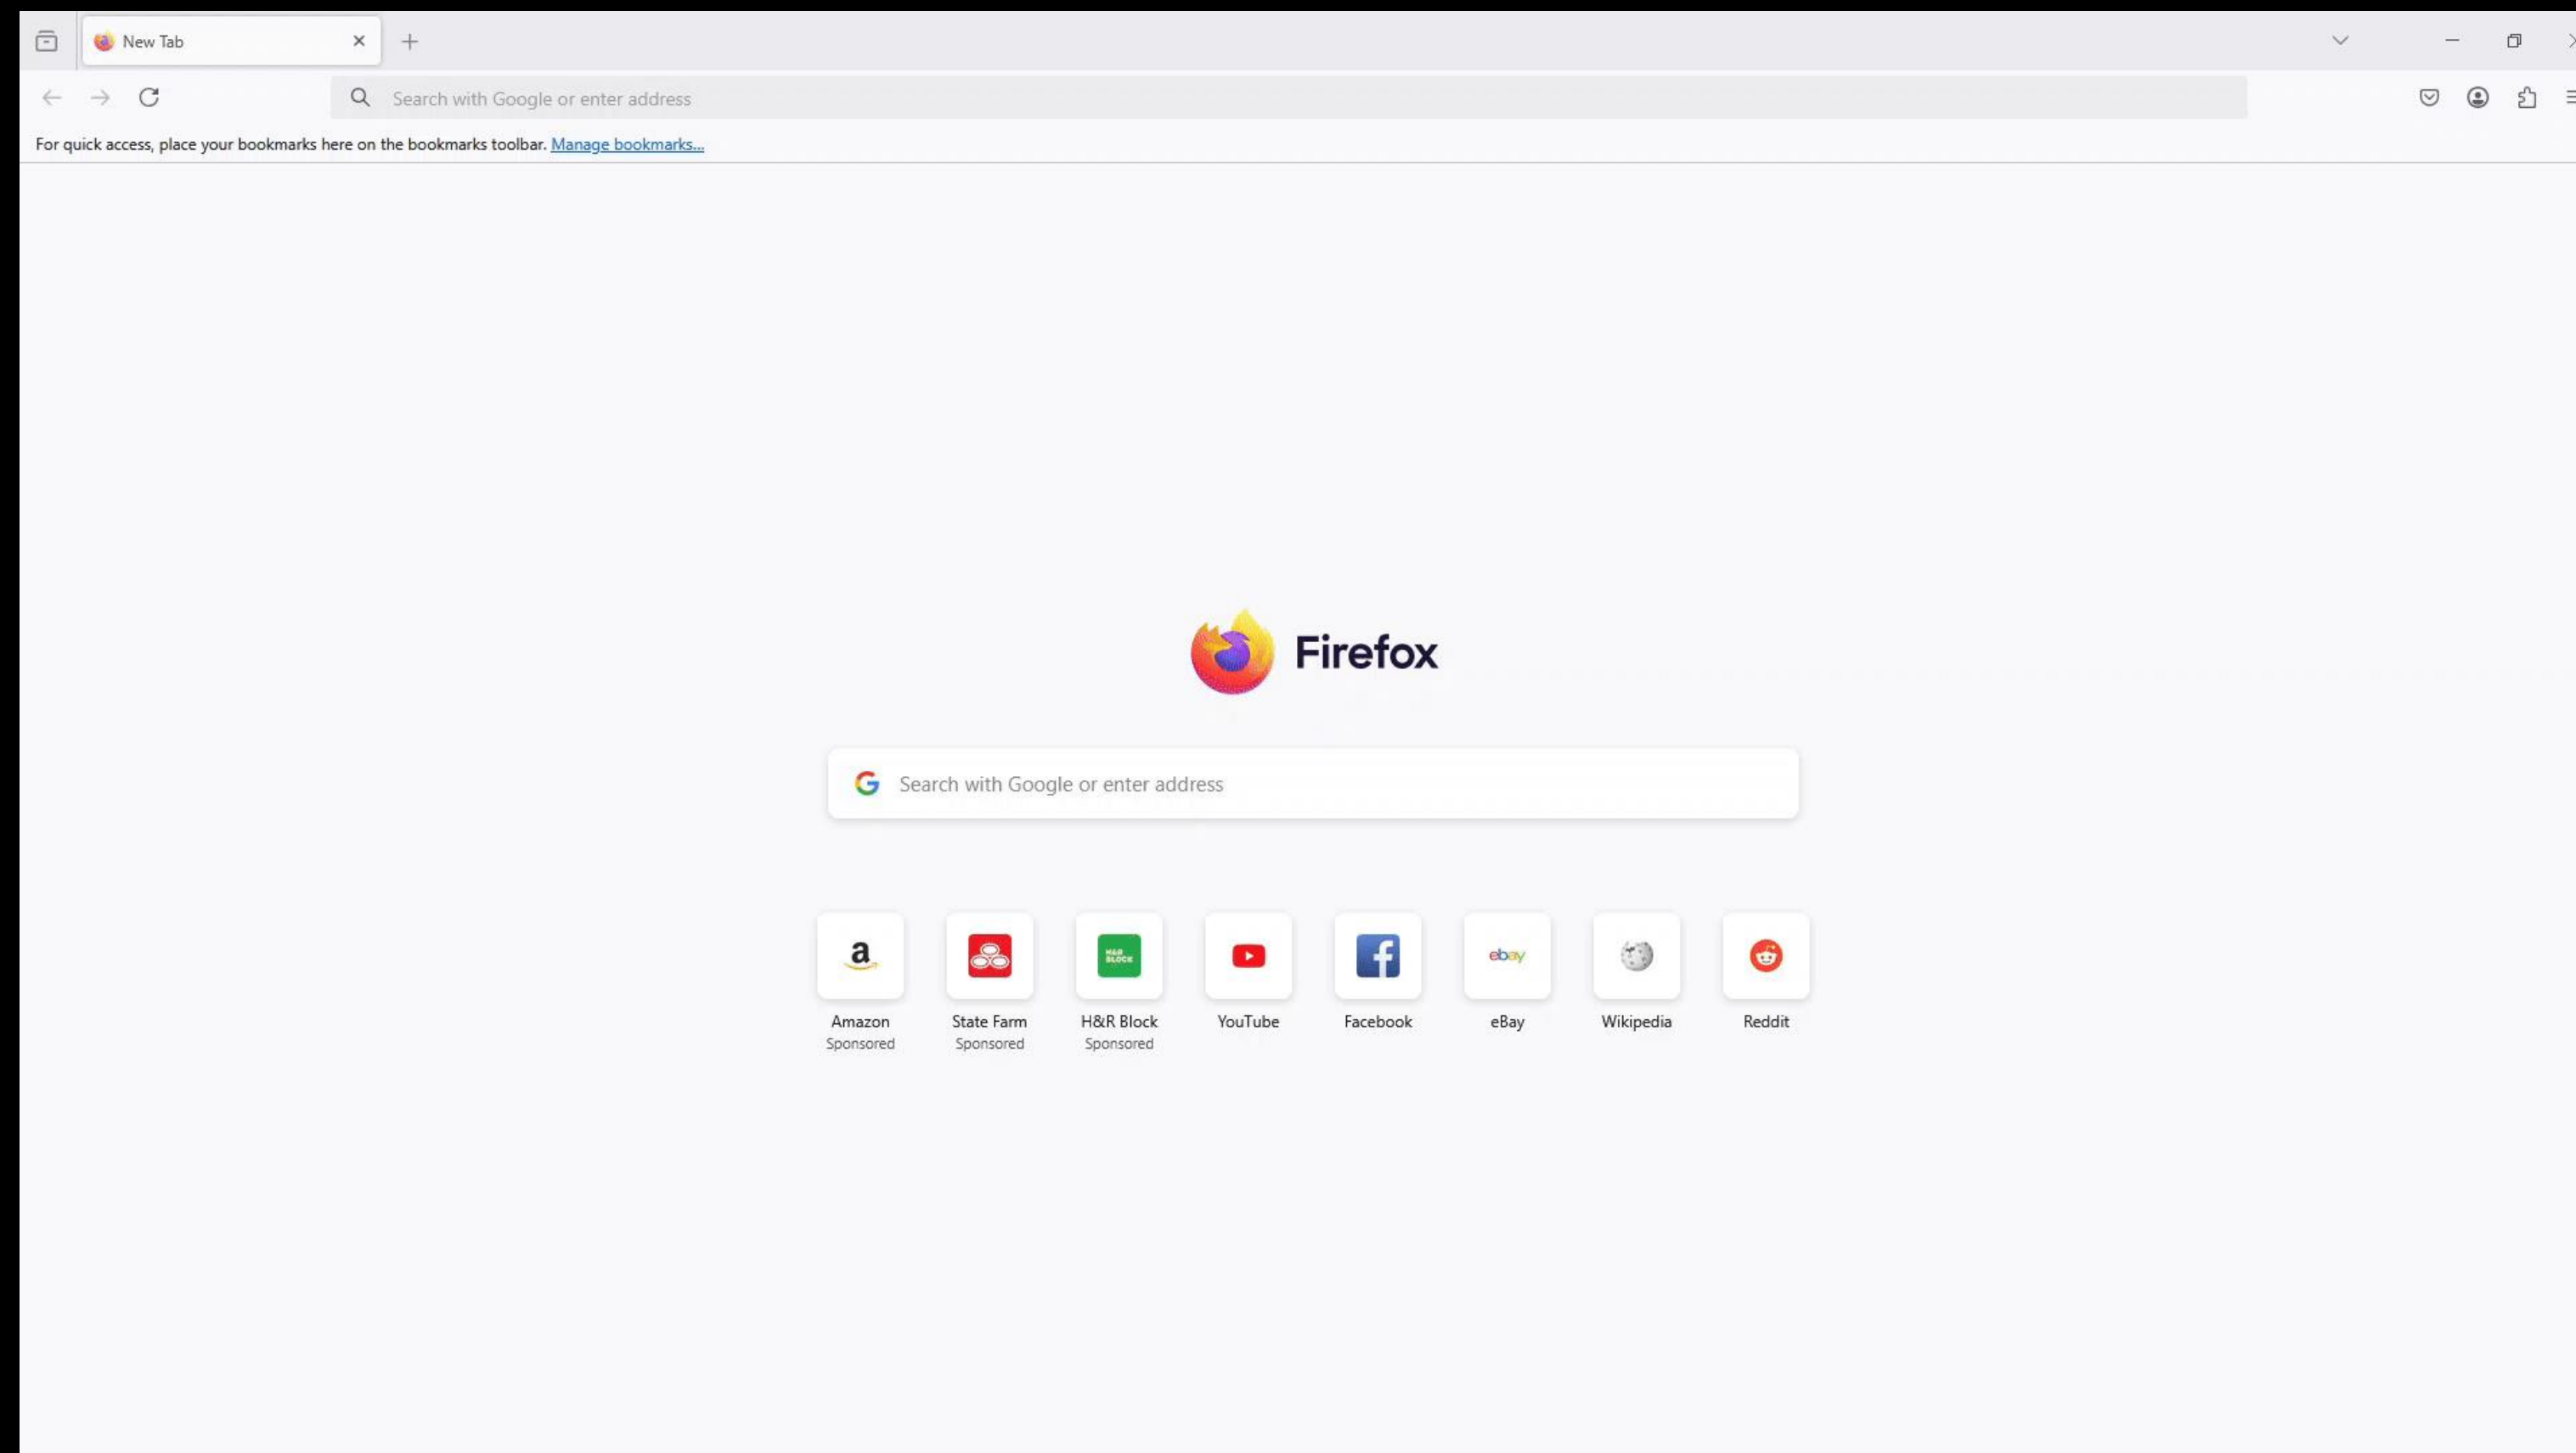 New Tab
Search with Google or enter address
For quick access, place your bookmarks here on the bookmarks toolbar. Manage bookmarks...
Firefox
G Search with Google or enter address
a
H&R BLOCK
f
ebay
Amazon State Farm H&R Block YouTube Facebook eBay Wikipedia Reddit
Sponsored Sponsored Sponsored